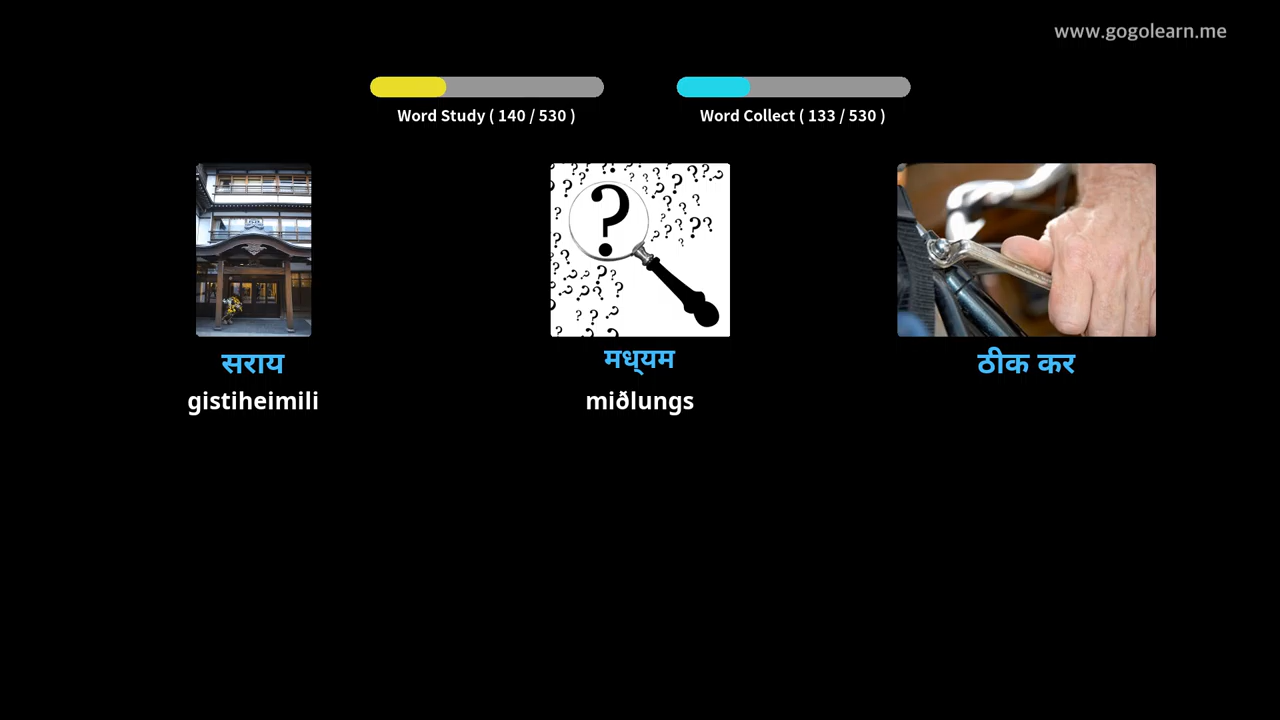 www.gogolearn.me
Word Study ( 140 / 530 )
Word Collect ( 133 / 530 )
सराय
मध्यम
ठीक कर
gistiheimili
miðlungs